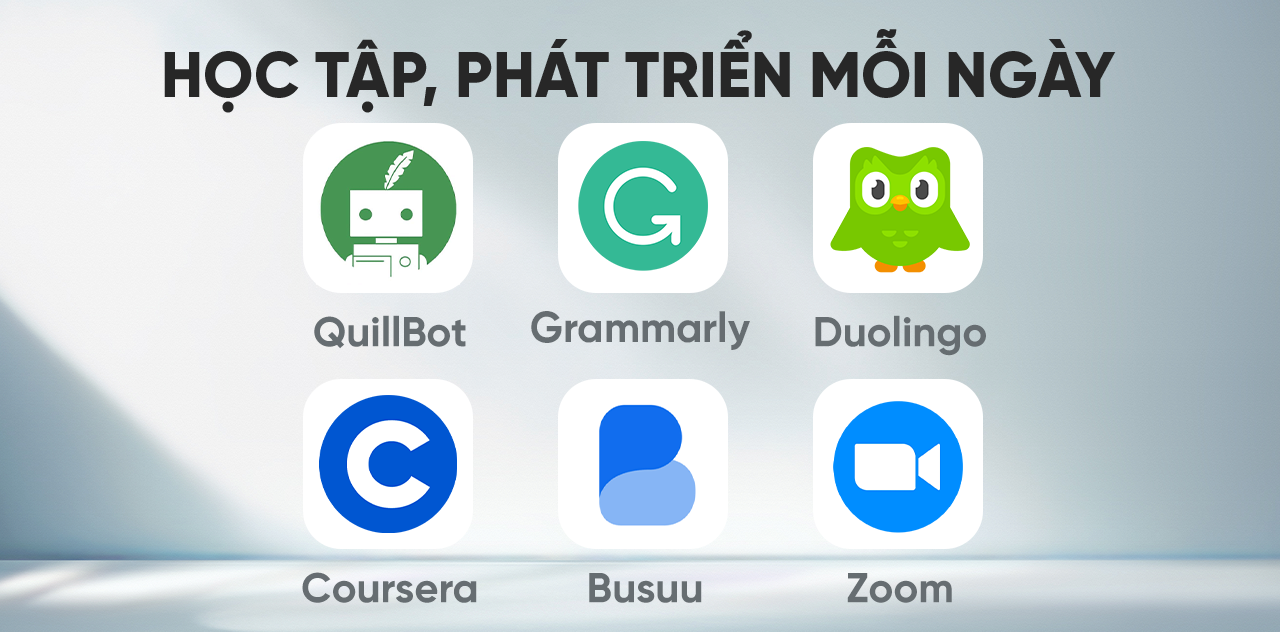 HỌC TẬP, PHÁT TRIỂN MỖI NGÀY
QuillBot
Grammarly
Duolingo
Coursera
Busuu
Zoom